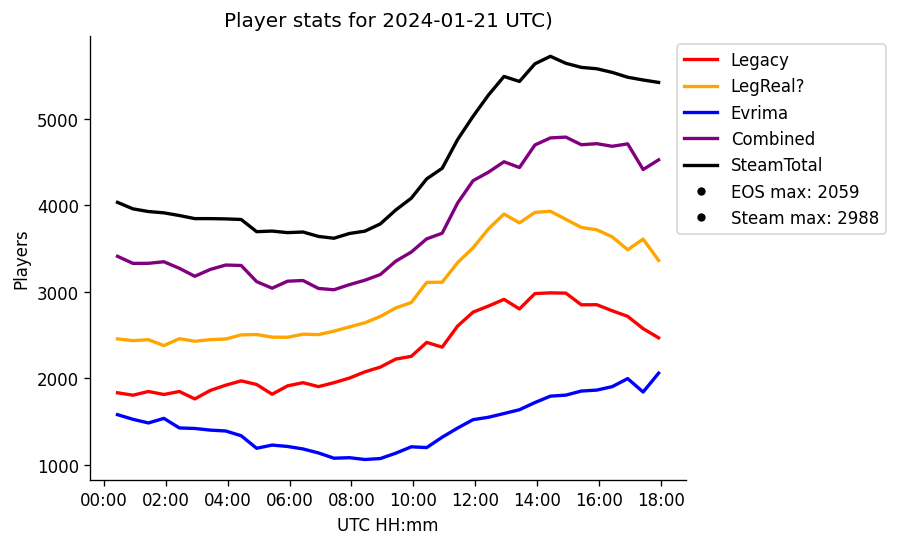 Player stats for 2024-01-21 UTC)
Legacy
LegReal?
Evrima
Combined
SteamTotal
EOS max: 2059
Steam max: 2988
Players
5000
4000
3000
2000
1000
00:00 02:00 04:00 06:00 08:00 10:00 12:00 14:00 16:00 18:00
UTC HH:mm